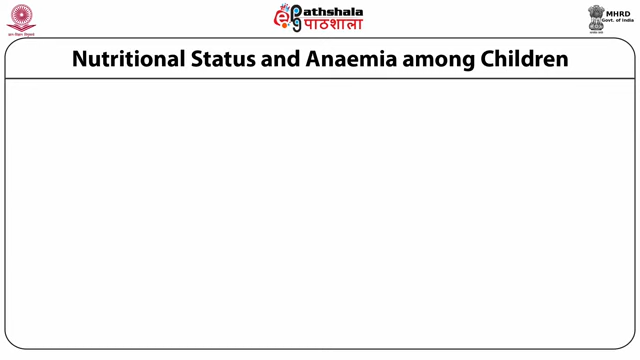 ePathshala
पाठशाला
MHRD
Govt. of India
Nutritional Status and Anaemia among Children